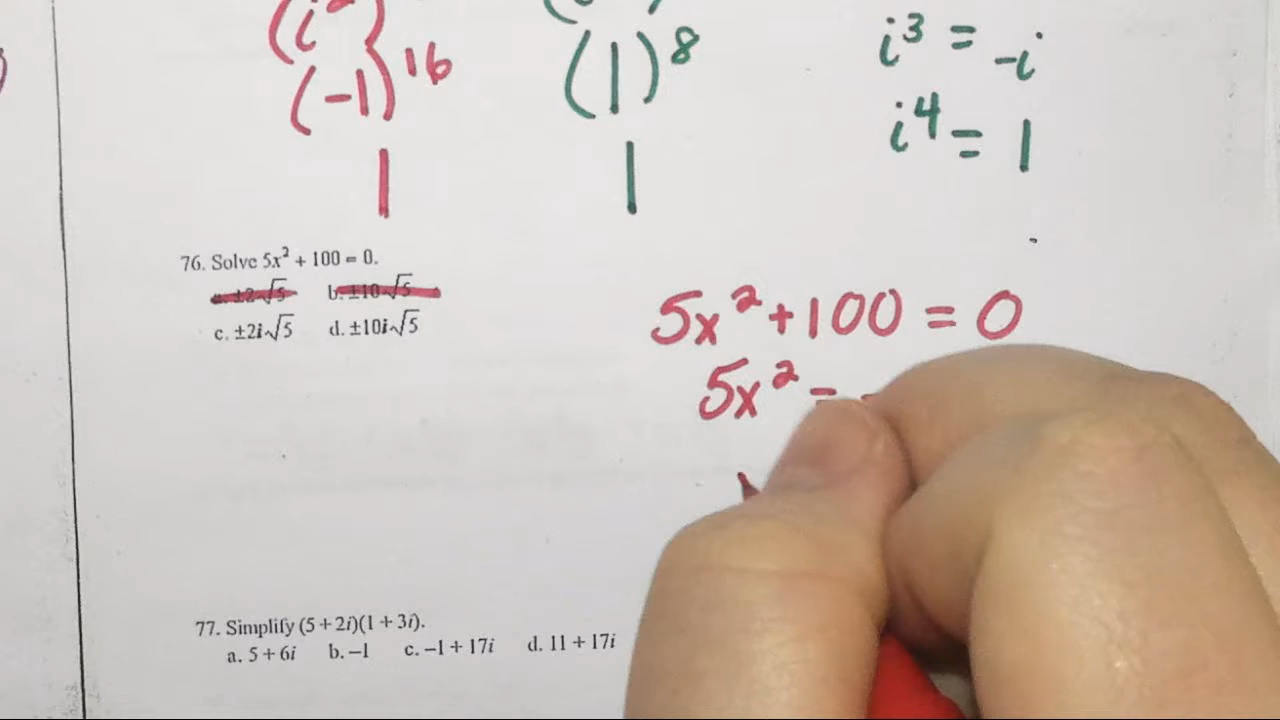 (i²)
(-1)¹⁶
(1)⁸
1
1
i³ = -i
i⁴ = 1
76. Solve 5x² + 100 = 0.
a. ±2√5 b. ±10√5
c. ±2i√5 d. ±10i√5
5x² + 100 = 0
5x² =
77. Simplify (5 + 2i)(1 + 3i).
a. 5 + 6i b. −1 c. −1 + 17i d. 11 + 17i